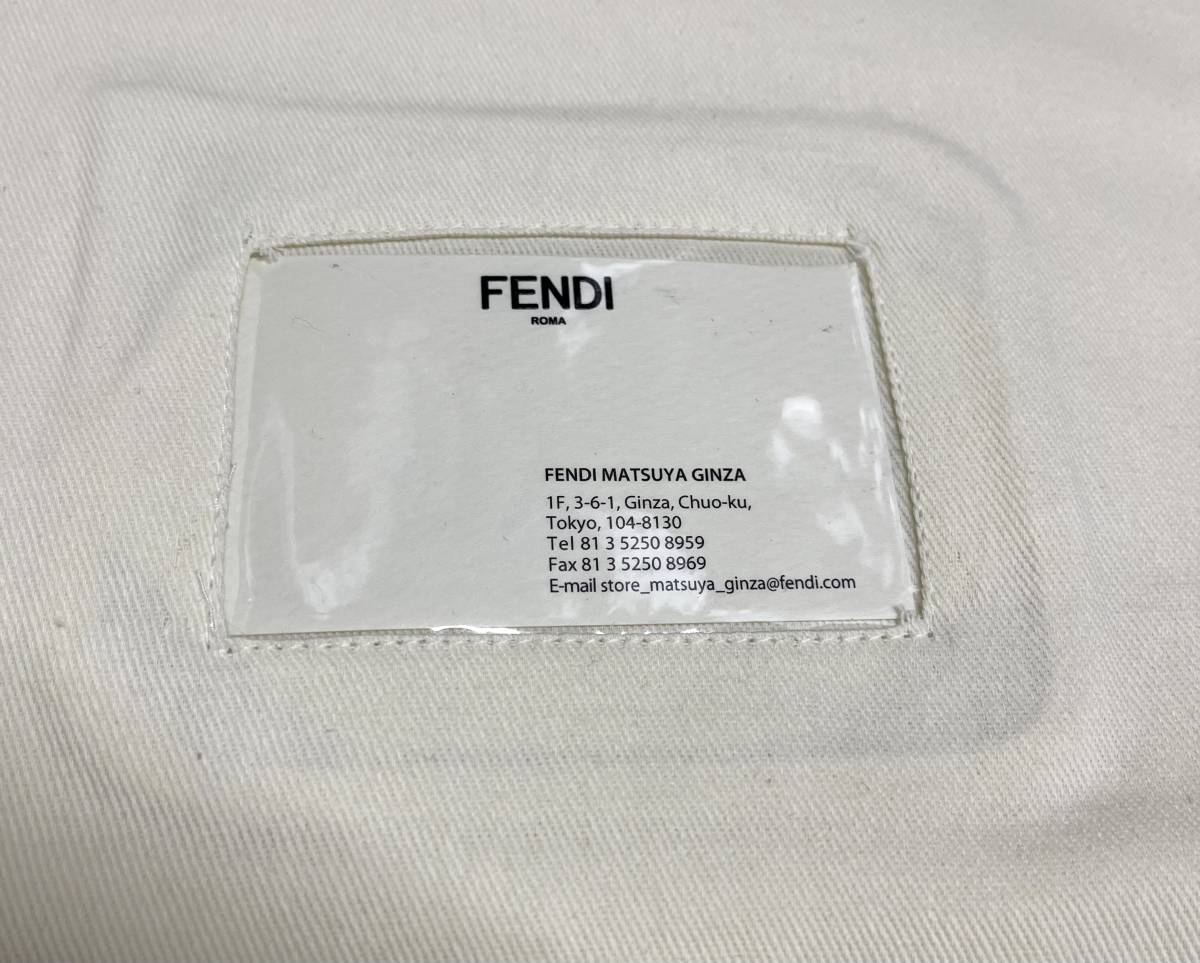 FENDI
ROMA
FENDI MATSUYA GINZA
1F, 3-6-1, Ginza, Chuo-ku,
Tokyo, 104-8130
Tel 81 3 5250 8959
Fax 81 3 5250 8969
E-mail store_matsuya_ginza@fendi.com